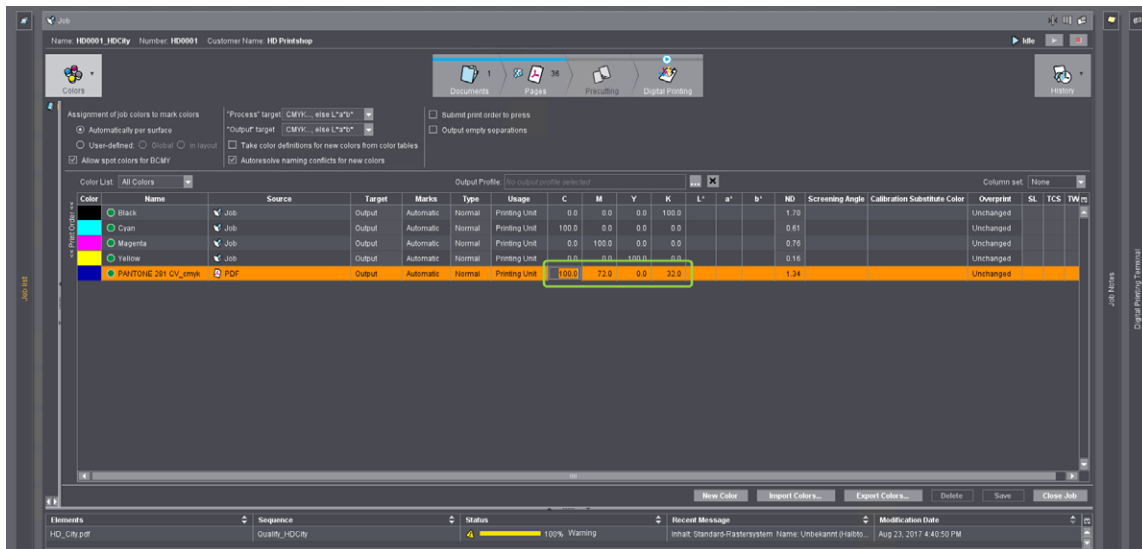 Job
Name: HD0001_HDCity Number: HD0001 Customer Name: HD Printshop
Idle
Colors
Documents 1
Pages 36
Precutting
Digital Printing
History
Assignment of job colors to mark colors
Automatically per surface
User-defined: Global in layout
Allow spot colors for BCMY
"Process" target CMYK..., else L*a*b*
"Output" target CMYK..., else L*a*b*
Take color definitions for new colors from color tables
Autoresolve naming conflicts for new colors
Submit print order to press
Output empty separations
Color List: All Colors
Output Profile: No output profile selected
...
Column set: None
Color Name Source Target Marks Type Usage C M Y K L* a* b* ND Screening Angle Calibration Substitute Color Overprint SL TCS TW
Black Job Output Automatic Normal Printing Unit 0.0 0.0 0.0 100.0 1.70 Unchanged
Cyan Job Output Automatic Normal Printing Unit 100.0 0.0 0.0 0.0 0.61 Unchanged
Magenta Job Output Automatic Normal Printing Unit 0.0 100.0 0.0 0.0 0.76 Unchanged
Yellow Job Output Automatic Normal Printing Unit 0.0 0.0 100.0 0.0 0.16 Unchanged
PANTONE 281 CV_cmyk PDF Output Automatic Normal Printing Unit 100.0 72.0 0.0 32.0 1.34 Unchanged
<< Print Order <<
New Color Import Colors... Export Colors... Delete Save Close Job
Elements Sequence Status Recent Message Modification Date
HD_City.pdf Qualify_HDCity 100% Warning Inhalt: Standard-Rastersystem Name: Unbekannt (Halbto... Aug 23, 2017 4:40:50 PM
Job list
Job Notes
Digital Printing Terminal